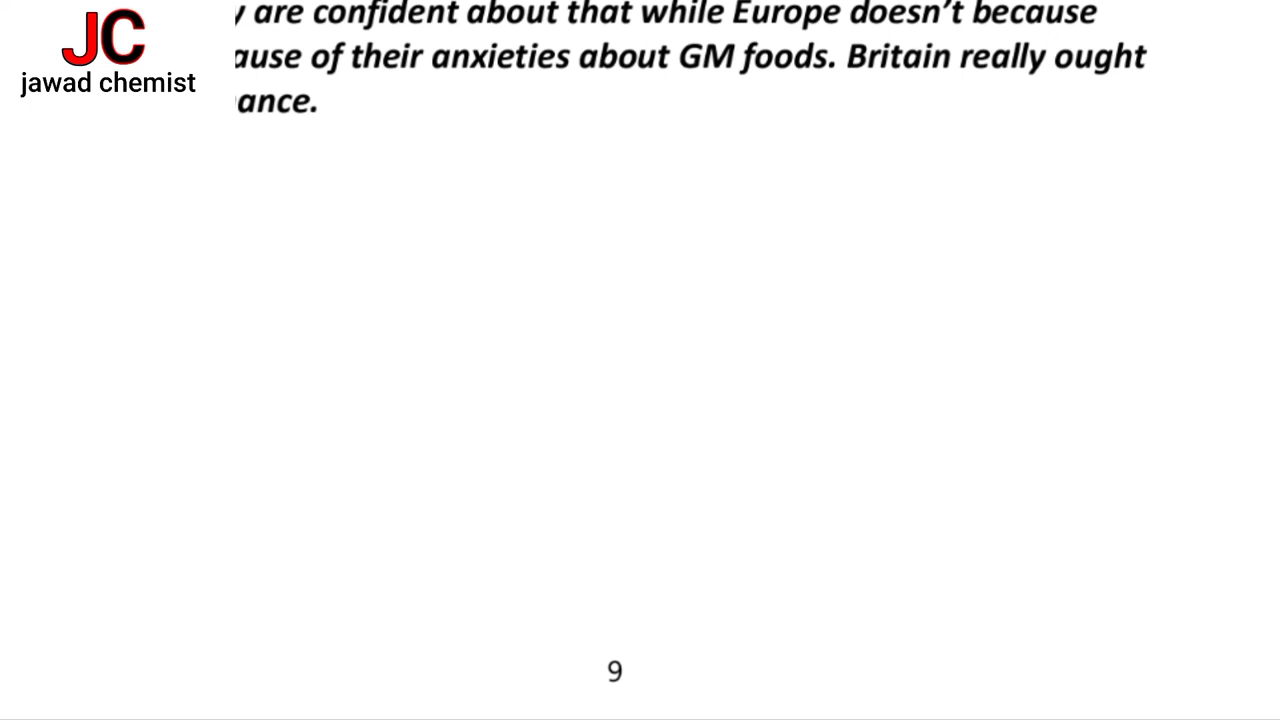 JC
jawad chemist
are confident about that while Europe doesn't because
of their anxieties about GM foods. Britain really ought
9